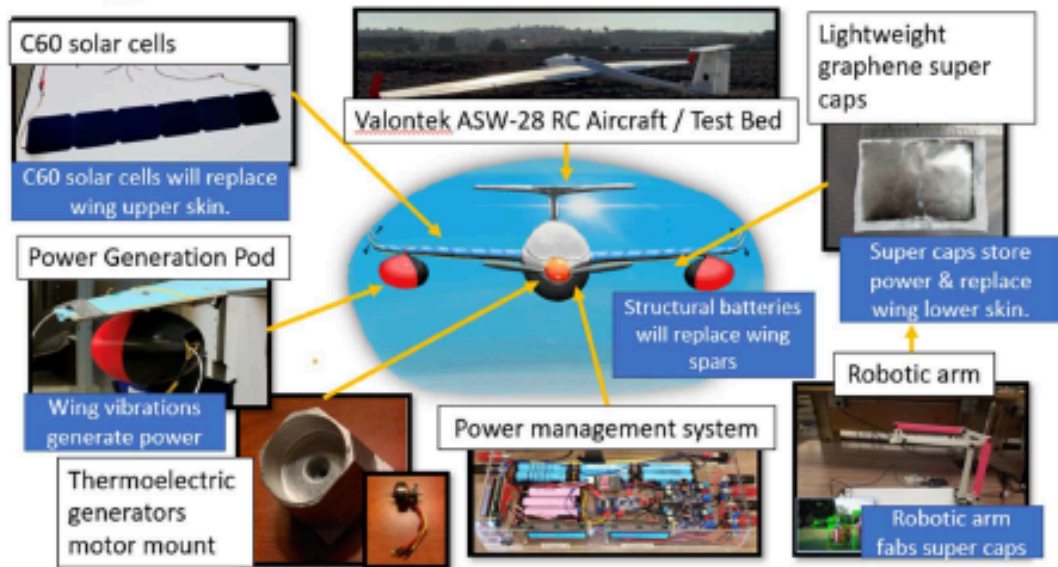 C60 solar cells
C60 solar cells will replace
wing upper skin.
Valontek ASW-28 RC Aircraft / Test Bed
Lightweight
graphene super
caps
Super caps store
power & replace
wing lower skin.
Power Generation Pod
Wing vibrations
generate power
Structural batteries
will replace wing
spars
Thermoelectric
generators
motor mount
Power management system
Robotic arm
Robotic arm
fabs super caps